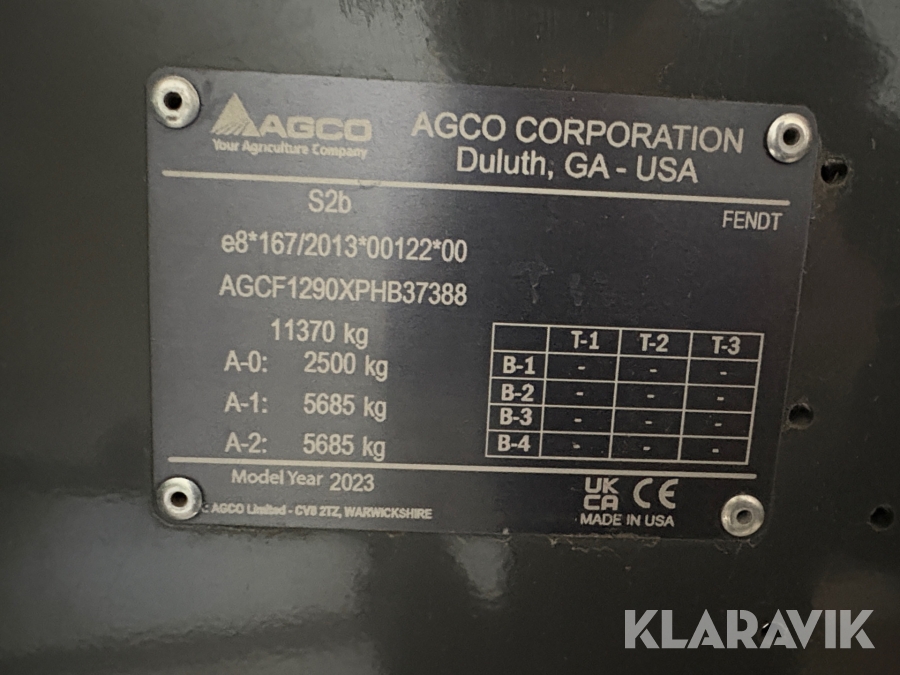 AGCO
Your Agriculture Company
AGCO CORPORATION
Duluth, GA - USA
S2b
FENDT
e8*167/2013*00122*00
AGCF1290XPHB37388
11370 kg
A-0: 2500 kg
A-1: 5685 kg
A-2: 5685 kg
T-1 T-2 T-3
B-1 - - -
B-2 - - -
B-3 - - -
B-4 - - -
Model Year 2023
: AGCO Limited - CV8 2TZ, WARWICKSHIRE
UK
CA CE
MADE IN USA
KLARAVIK